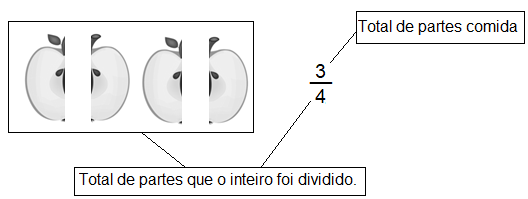 Total de partes comida
3
4
Total de partes que o inteiro foi dividido.